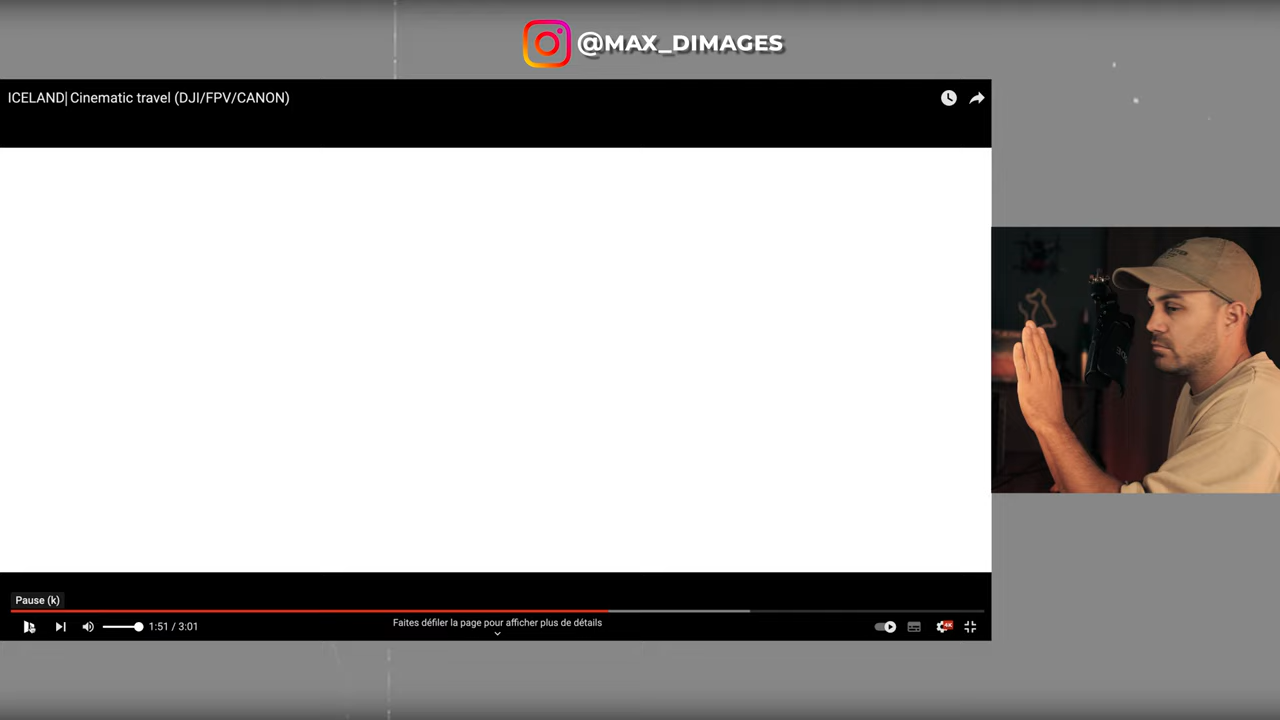 @MAX_DIMAGES
ICELAND| Cinematic travel (DJI/FPV/CANON)
Pause (k)
1:51 / 3:01
Faites défiler la page pour afficher plus de détails
4K